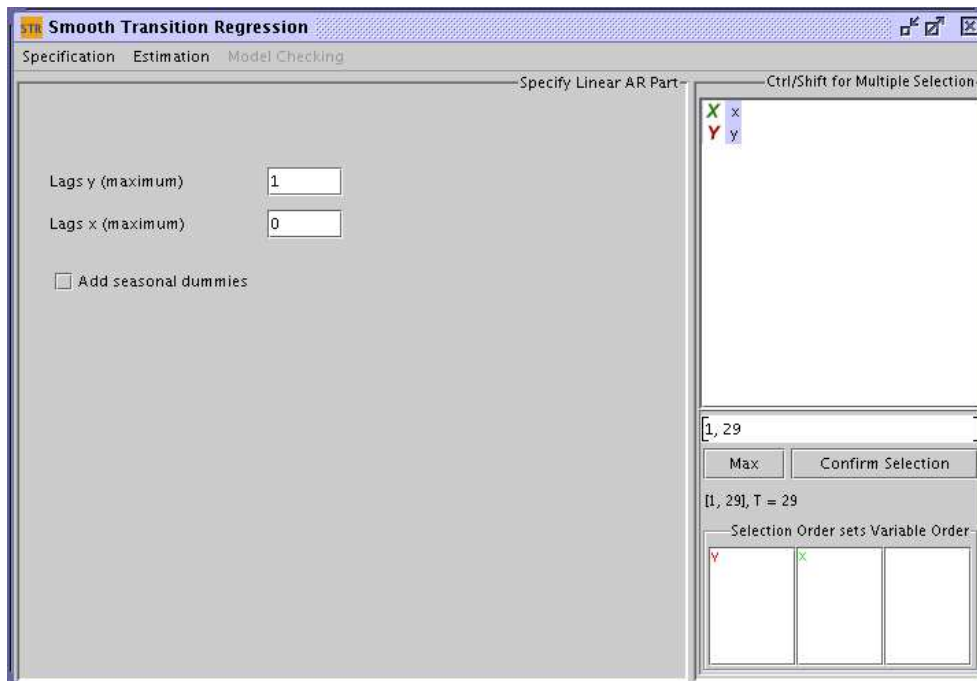 STR Smooth Transition Regression
Specification Estimation Model Checking
Specify Linear AR Part
Lags y (maximum) 1
Lags x (maximum) 0
Add seasonal dummies
Ctrl/Shift for Multiple Selection
X x
Y y
[1, 29]
Max Confirm Selection
[1, 29], T = 29
Selection Order sets Variable Order
Y X